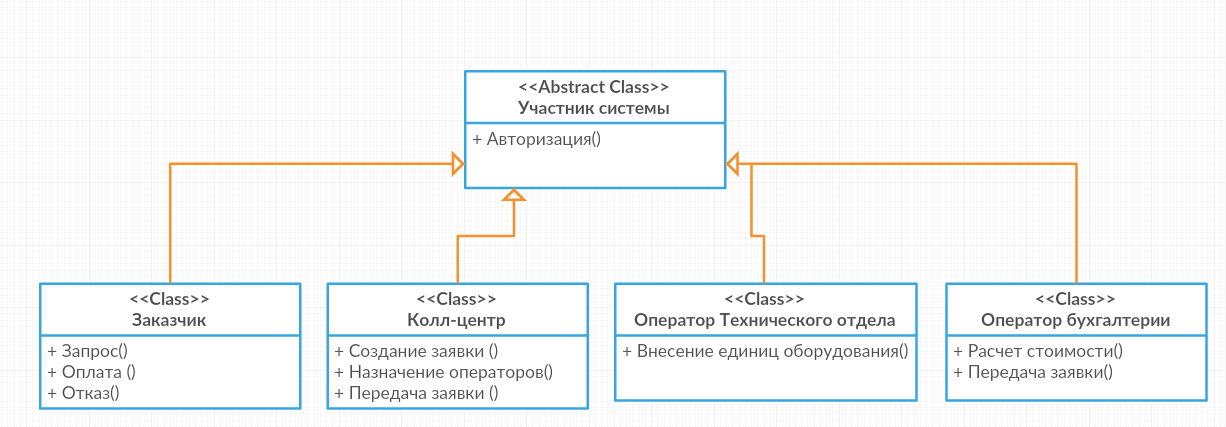 <<Abstract Class>>
Участник системы
+ Авторизация()
<<Class>>
Заказчик
+ Запрос()
+ Оплата ()
+ Отказ()
<<Class>>
Колл-центр
+ Создание заявки ()
+ Назначение операторов()
+ Передача заявки ()
<<Class>>
Оператор Технического отдела
+ Внесение единиц оборудования()
<<Class>>
Оператор бухгалтерии
+ Расчет стоимости()
+ Передача заявки()